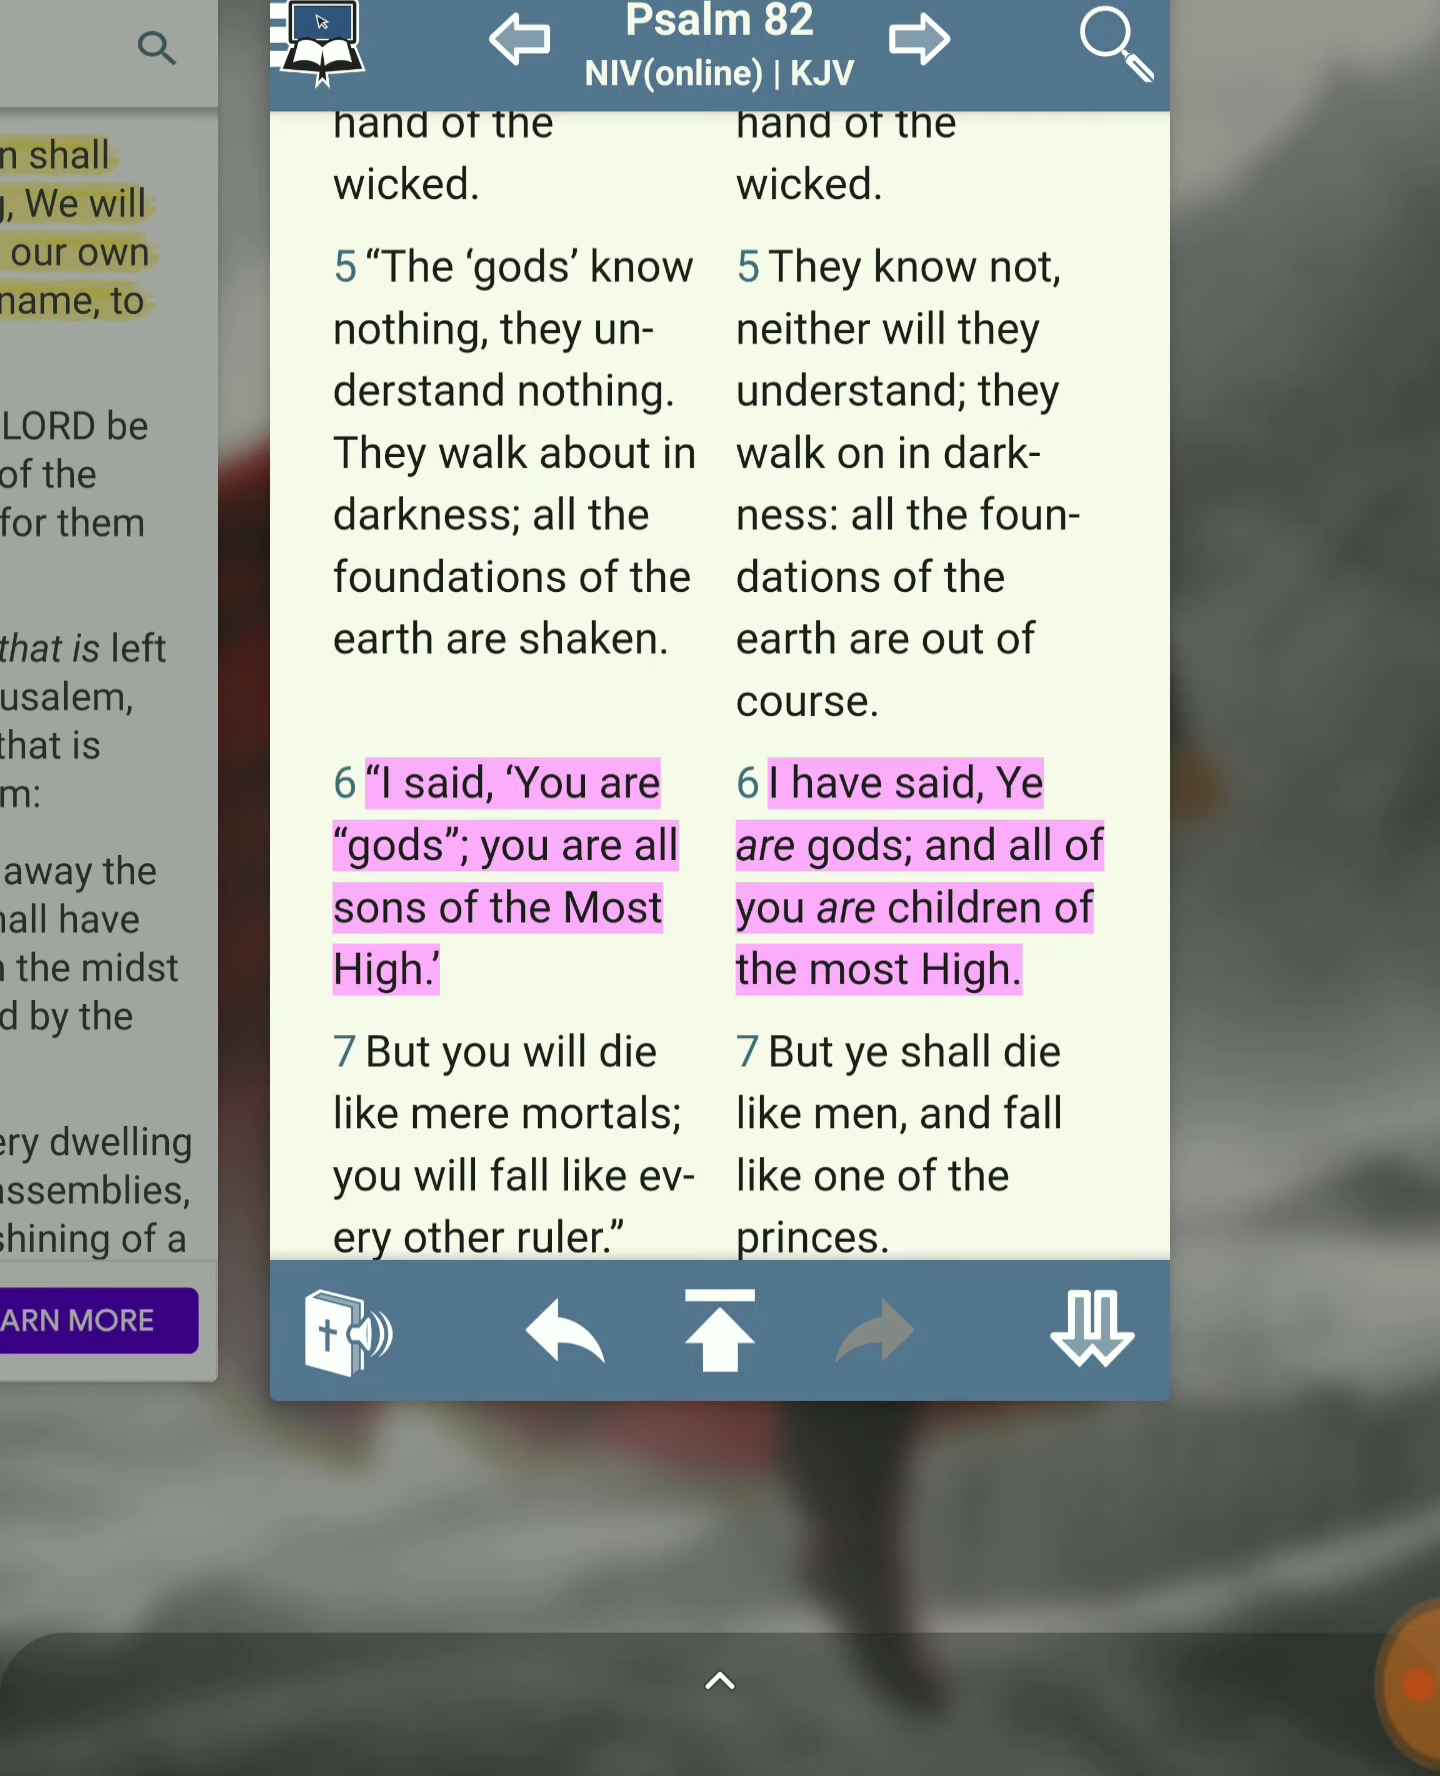 n shall
, We will
our own
name, to
LORD be
of the
for them
that is left
usalem,
that is
m:
away the
all have
the midst
d by the
ery dwelling
ssemblies,
shining of a
ARN MORE
Psalm 82
NIV(online) | KJV
hand of the
wicked.
5 “The ‘gods’ know
nothing, they un-
derstand nothing.
They walk about in
darkness; all the
foundations of the
earth are shaken.
6 “I said, ‘You are
“gods”; you are all
sons of the Most
High.’
7 But you will die
like mere mortals;
you will fall like ev-
ery other ruler.”
hand of the
wicked.
5 They know not,
neither will they
understand; they
walk on in dark-
ness: all the foun-
dations of the
earth are out of
course.
6 I have said, Ye
are gods; and all of
you are children of
the most High.
7 But ye shall die
like men, and fall
like one of the
princes.